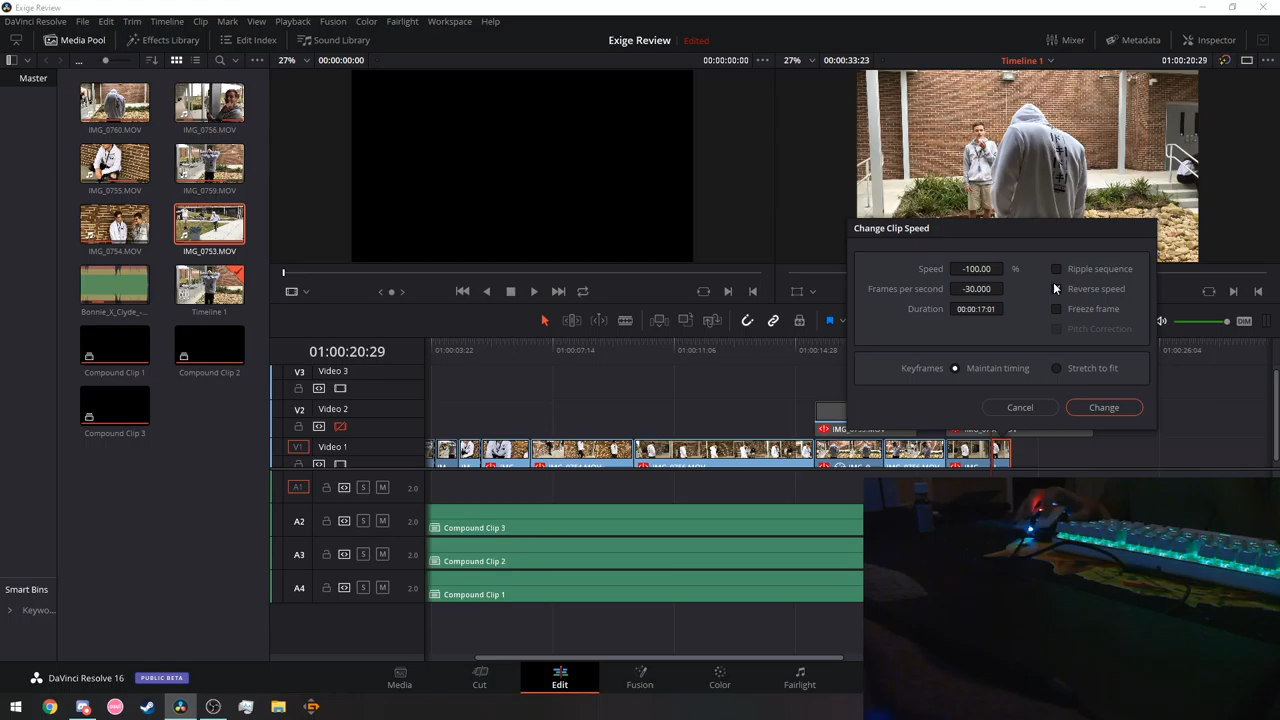 Exige Review
DaVinci Resolve File Edit Trim Timeline Clip Mark View Playback Fusion Color Fairlight Workspace Help
Media Pool Effects Library Edit Index Sound Library Exige Review Edited Mixer Metadata Inspector
27% 00:00:00:00 00:00:00:00 27% 00:00:33:23 Timeline 1 01:00:20:29
Master
IMG_0760.MOV IMG_0756.MOV
IMG_0755.MOV IMG_0759.MOV
IMG_0754.MOV IMG_0753.MOV
Bonnie_X_Clyde_-... Timeline 1
Compound Clip 1 Compound Clip 2
Compound Clip 3
Change Clip Speed
Speed -100.00 % Ripple sequence
Frames per second -30.000 Reverse speed
Duration 00:00:17:01 Freeze frame
Pitch Correction
Keyframes Maintain timing Stretch to fit
Cancel Change
DIM
01:00:20:29 01:00:03:22 01:00:07:14 01:00:11:06 01:00:14:28 01:00:26:04
V3 Video 3
V2 Video 2
V1 Video 1
A1 S M 2.0
A2 S M 2.0 Compound Clip 3
A3 S M 2.0 Compound Clip 2
A4 S M 2.0 Compound Clip 1
Smart Bins
Keywo...
DaVinci Resolve 16 PUBLIC BETA Media Cut Edit Fusion Color Fairlight